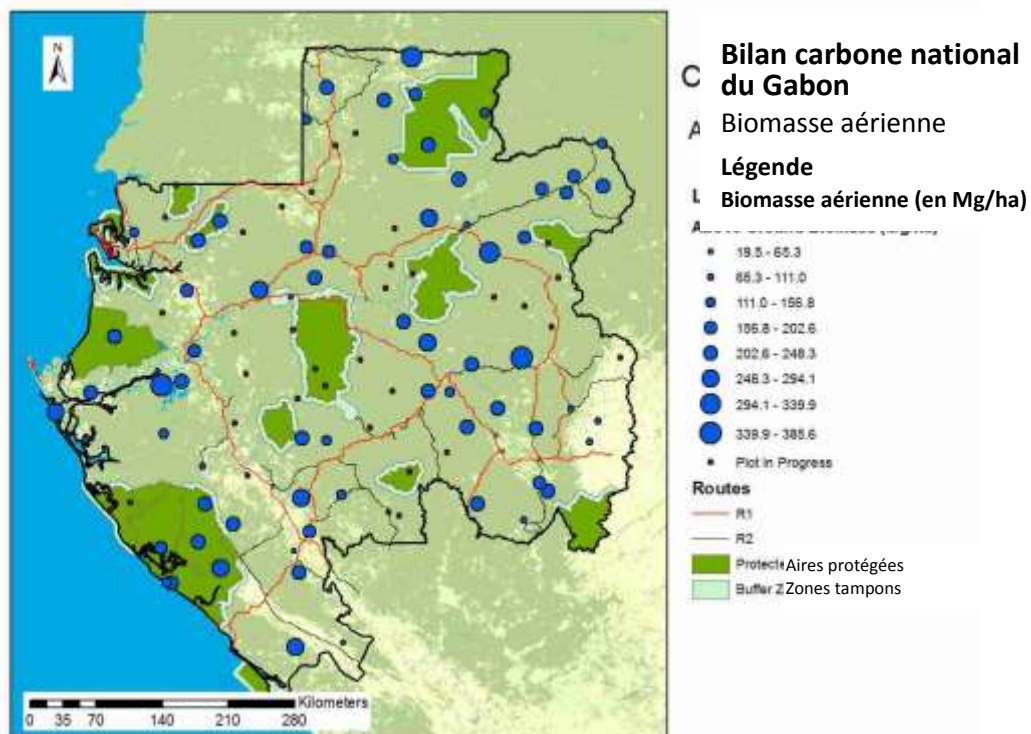 N
Bilan carbone national
du Gabon
Biomasse aérienne
Légende
Biomasse aérienne (en Mg/ha)
19.5 - 65.3
65.3 - 111.0
111.0 - 156.8
156.8 - 202.6
202.6 - 248.3
248.3 - 294.1
294.1 - 339.9
339.9 - 385.6
Plot In Progress
Routes
R1
R2
Protecte Aires protégées
Buffer Z Zones tampons
Kilometers
0 35 70 140 210 280